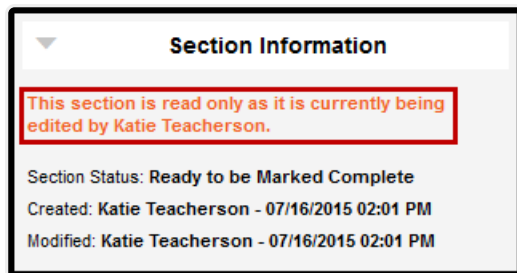 Section Information
This section is read only as it is currently being
edited by Katie Teacherson.
Section Status: Ready to be Marked Complete
Created: Katie Teacherson - 07/16/2015 02:01 PM
Modified: Katie Teacherson - 07/16/2015 02:01 PM